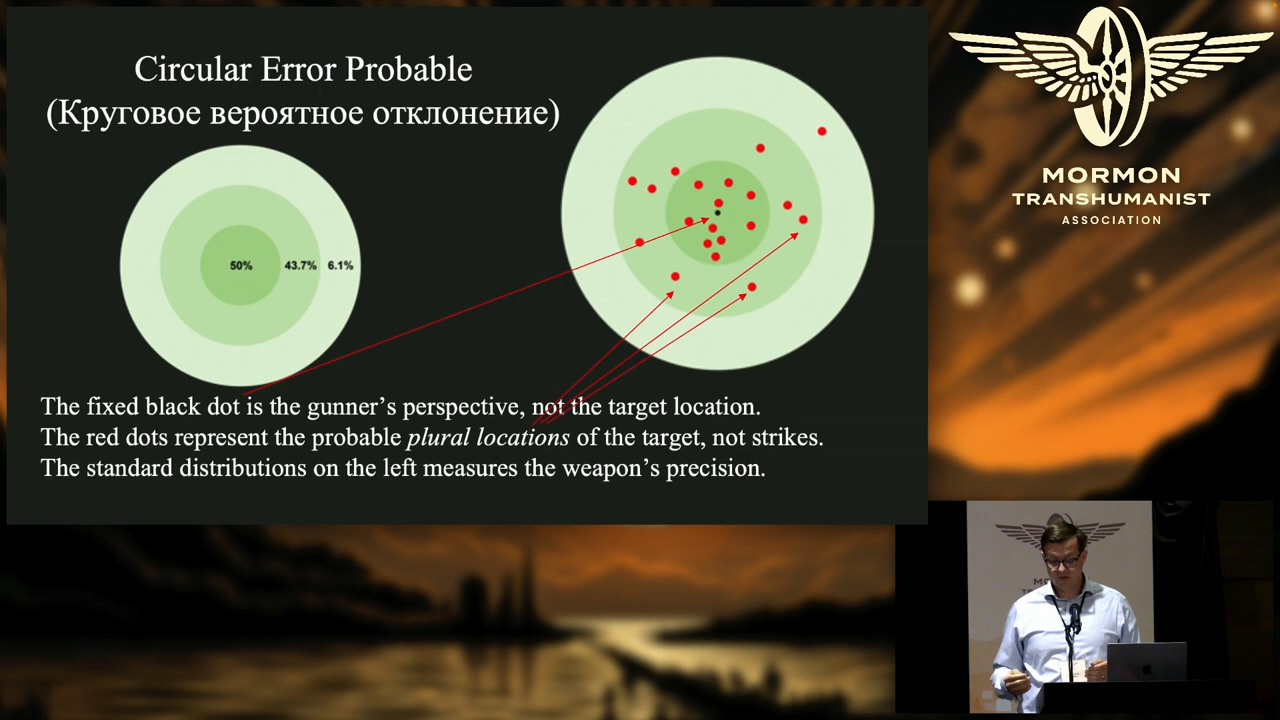 Circular Error Probable
(Круговое вероятное отклонение)
50%
43.7%
6.1%
The fixed black dot is the gunner’s perspective, not the target location.
The red dots represent the probable plural locations of the target, not strikes.
The standard distributions on the left measures the weapon’s precision.
MORMON
TRANSHUMANIST
ASSOCIATION